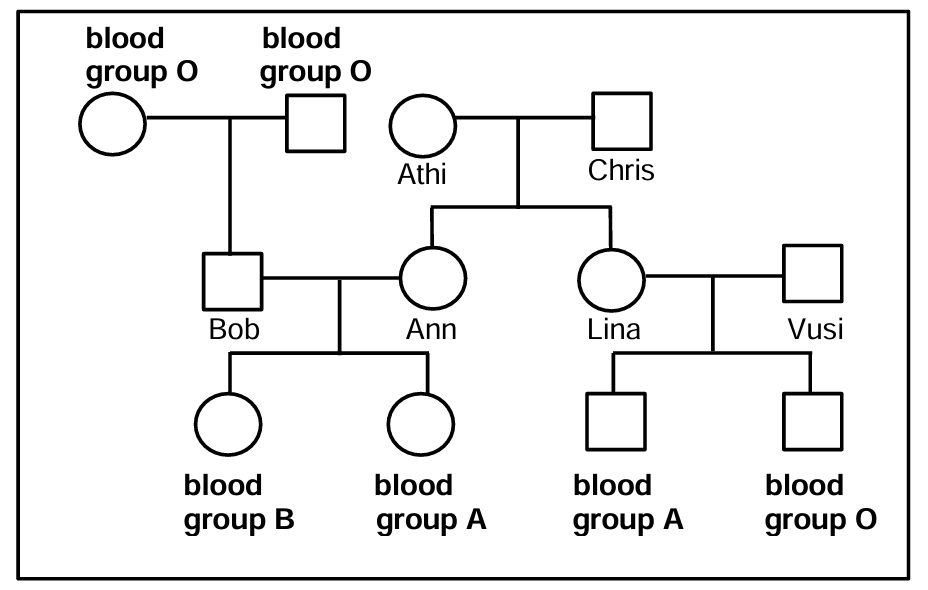 blood
group O
blood
group O
Athi
Chris
Bob
Ann
Lina
Vusi
blood
group B
blood
group A
blood
group A
blood
group O